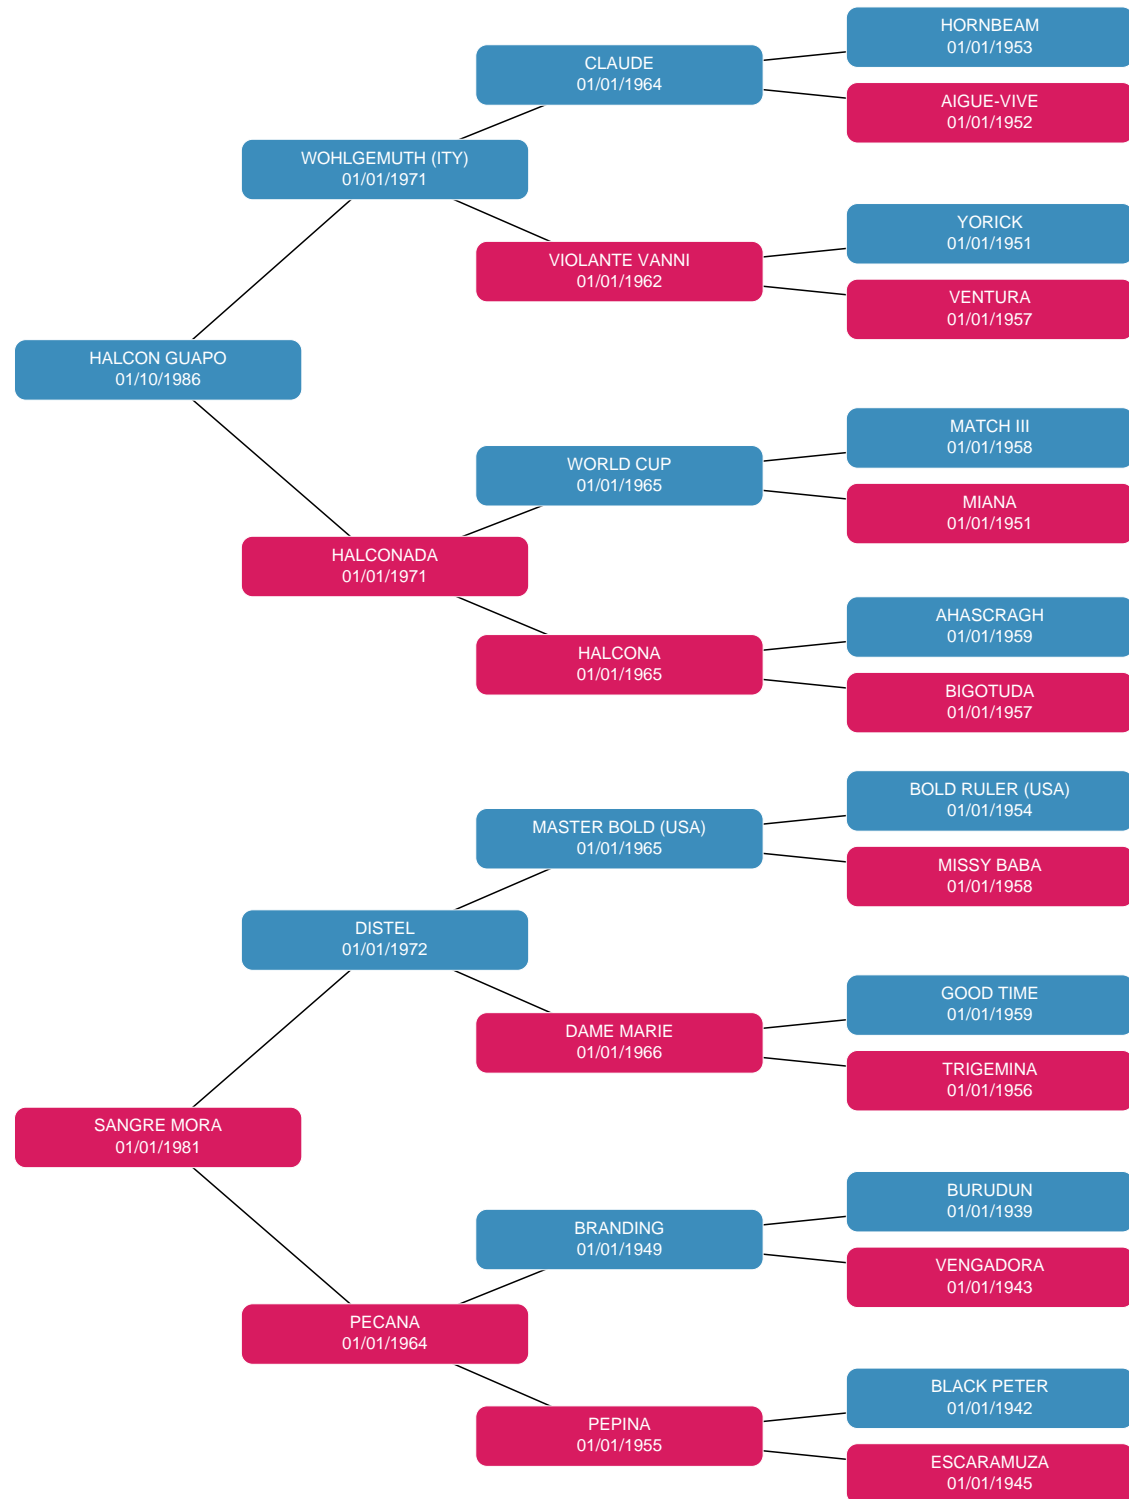 HORNBEAM
01/01/1953
CLAUDE
01/01/1964
AIGUE-VIVE
01/01/1952
WOHLGEMUTH (ITY)
01/01/1971
YORICK
01/01/1951
VIOLANTE VANNI
01/01/1962
VENTURA
01/01/1957
HALCON GUAPO
01/10/1986
MATCH III
01/01/1958
WORLD CUP
01/01/1965
MIANA
01/01/1951
HALCONADA
01/01/1971
AHASCRAGH
01/01/1959
HALCONA
01/01/1965
BIGOTUDA
01/01/1957
BOLD RULER (USA)
01/01/1954
MASTER BOLD (USA)
01/01/1965
MISSY BABA
01/01/1958
DISTEL
01/01/1972
GOOD TIME
01/01/1959
DAME MARIE
01/01/1966
TRIGEMINA
01/01/1956
SANGRE MORA
01/01/1981
BURUDUN
01/01/1939
BRANDING
01/01/1949
VENGADORA
01/01/1943
PECANA
01/01/1964
BLACK PETER
01/01/1942
PEPINA
01/01/1955
ESCARAMUZA
01/01/1945